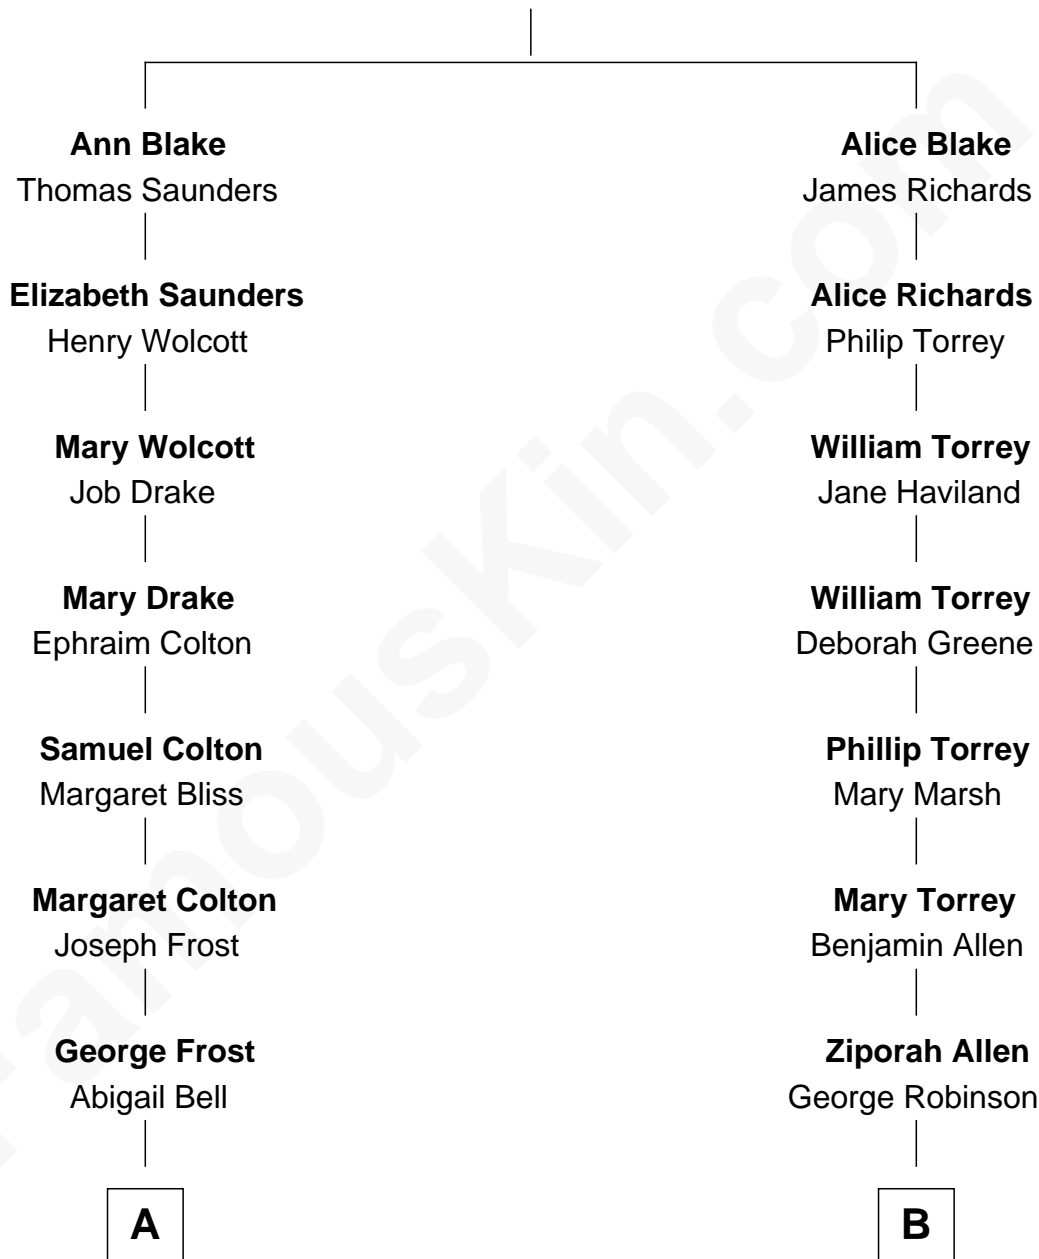 Ann Blake
Thomas Saunders
Elizabeth Saunders
Henry Wolcott
Mary Wolcott
Job Drake
Mary Drake
Ephraim Colton
Samuel Colton
Margaret Bliss
Margaret Colton
Joseph Frost
George Frost
Abigail Bell
A
Alice Blake
James Richards
Alice Richards
Philip Torrey
William Torrey
Jane Haviland
William Torrey
Deborah Greene
Phillip Torrey
Mary Marsh
Mary Torrey
Benjamin Allen
Ziporah Allen
George Robinson
B
FamousKin.com